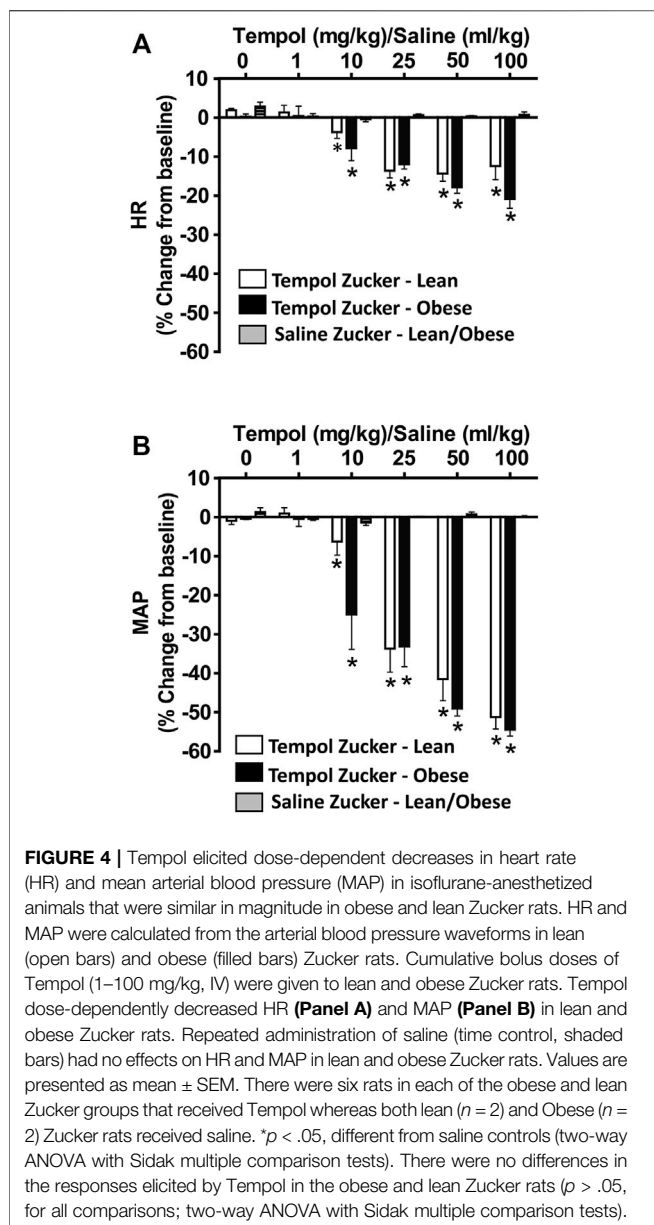 A
Tempol (mg/kg)/Saline (ml/kg)
0 1 10 25 50 100
10
0
-10
-20
-30
-40
-50
-60
HR
(% Change from baseline)
* * * * * * * *
Tempol Zucker - Lean
Tempol Zucker - Obese
Saline Zucker - Lean/Obese
B
Tempol (mg/kg)/Saline (ml/kg)
0 1 10 25 50 100
10
0
-10
-20
-30
-40
-50
-60
MAP
(% Change from baseline)
* * * * * * * *
Tempol Zucker - Lean
Tempol Zucker - Obese
Saline Zucker - Lean/Obese
FIGURE 4 | Tempol elicited dose-dependent decreases in heart rate
(HR) and mean arterial blood pressure (MAP) in isoflurane-anesthetized
animals that were similar in magnitude in obese and lean Zucker rats. HR and
MAP were calculated from the arterial blood pressure waveforms in lean
(open bars) and obese (filled bars) Zucker rats. Cumulative bolus doses of
Tempol (1–100 mg/kg, IV) were given to lean and obese Zucker rats. Tempol
dose-dependently decreased HR (Panel A) and MAP (Panel B) in lean and
obese Zucker rats. Repeated administration of saline (time control, shaded
bars) had no effects on HR and MAP in lean and obese Zucker rats. Values are
presented as mean ± SEM. There were six rats in each of the obese and lean
Zucker groups that received Tempol whereas both lean (n = 2) and Obese (n =
2) Zucker rats received saline. *p < .05, different from saline controls (two-way
ANOVA with Sidak multiple comparison tests). There were no differences in
the responses elicited by Tempol in the obese and lean Zucker rats (p > .05,
for all comparisons; two-way ANOVA with Sidak multiple comparison tests).